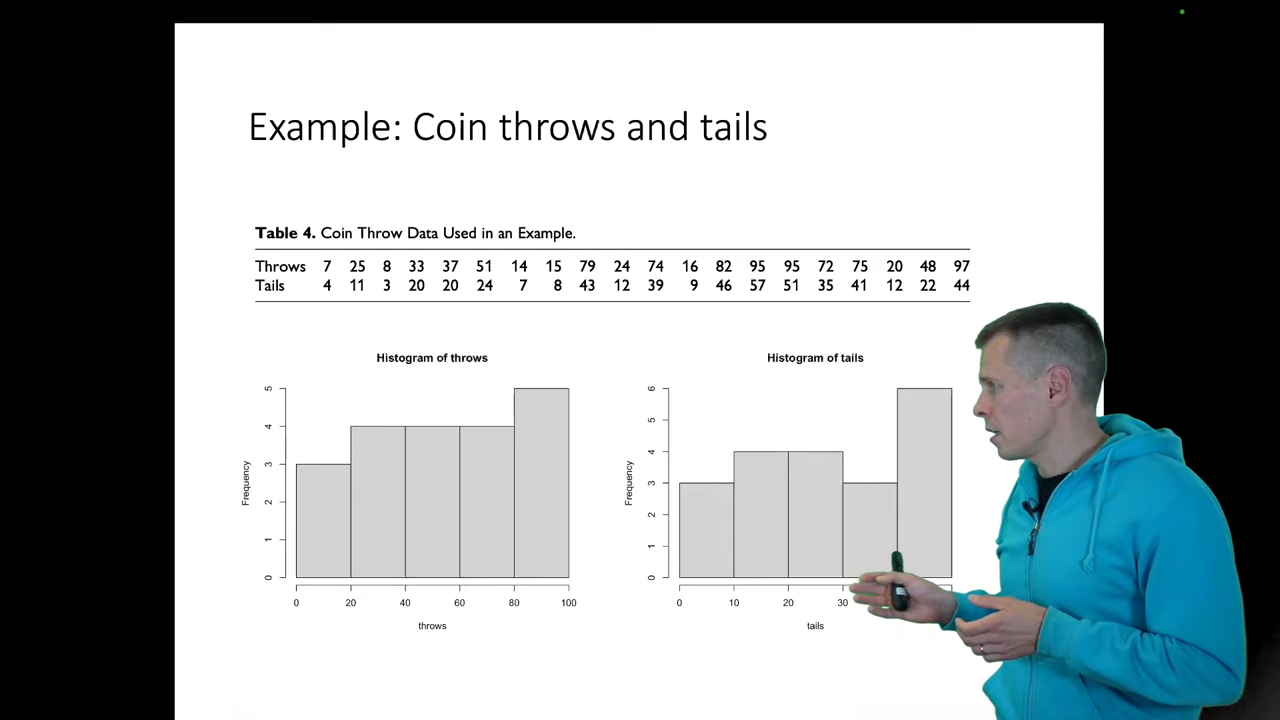 Example: Coin throws and tails
Table 4. Coin Throw Data Used in an Example.
Throws 7 25 8 33 37 51 14 15 79 24 74 16 82 95 95 72 75 20 48 97
Tails 4 11 3 20 20 24 7 8 43 12 39 9 46 57 51 35 41 12 22 44
Histogram of throws
Frequency
5
4
3
2
1
0
0 20 40 60 80 100
throws
Histogram of tails
Frequency
6
5
4
3
2
1
0
0 10 20 30
tails